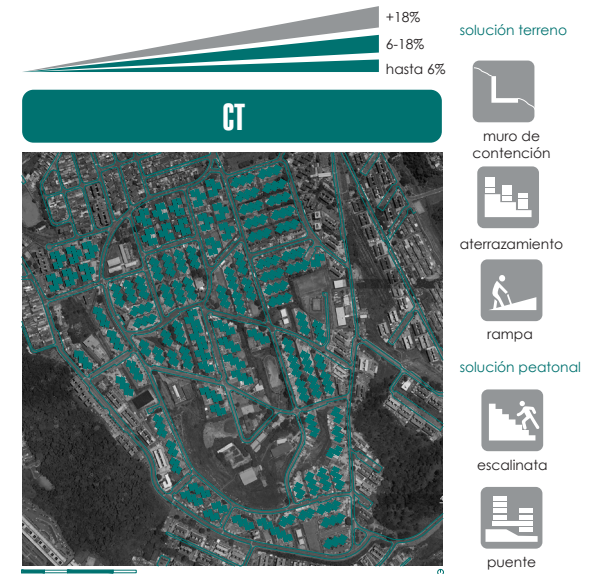 +18%
6-18%
hasta 6%
CT
solución terreno
muro de
contención
aterrazamiento
rampa
solución peatonal
escalinata
puente